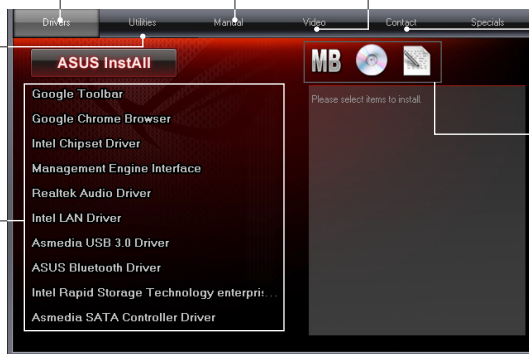 Drivers Utilities Manual Video Contact Specials
ASUS InstAll
MB
Please select items to install.
Google Toolbar
Google Chrome Browser
Intel Chipset Driver
Management Engine Interface
Realtek Audio Driver
Intel LAN Driver
Asmedia USB 3.0 Driver
ASUS Bluetooth Driver
Intel Rapid Storage Technology enterpris...
Asmedia SATA Controller Driver